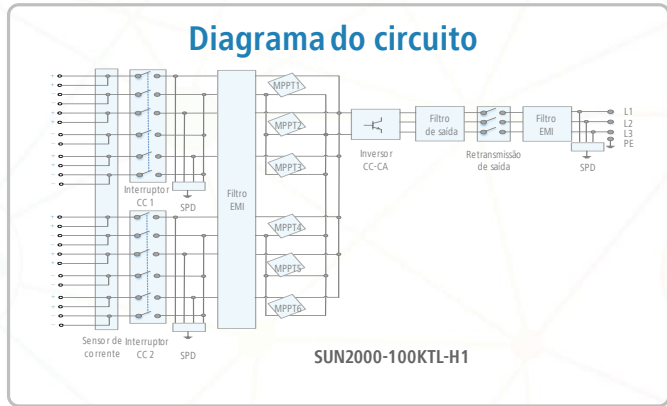 Diagrama do circuito
MPPT1
MPPT2
MPPT3
MPPT4
MPPT5
MPPT6
Interruptor
CC 1
SPD
Filtro
EMI
Inversor
CC-CA
Filtro
de saída
Retransmissão
de saída
Filtro
EMI
SPD
L1
L2
L3
PE
Sensor de
corrente
Interruptor
CC 2
SPD
SUN2000-100KTL-H1